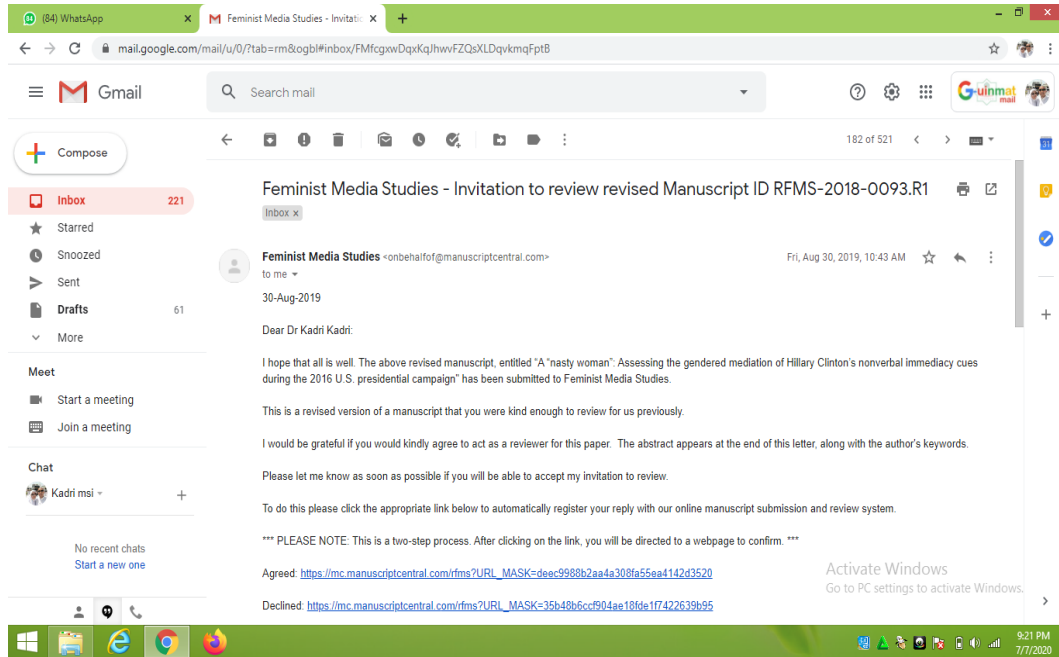 (84) WhatsApp
Feminist Media Studies - Invitatio
mail.google.com/mail/u/0/?tab=rm&ogbl#inbox/FMfcgxwDqxKqJhwvFZQsXLDqvkmqFptB
Gmail
Search mail
G-uinmat
mail
Compose
182 of 521
31
Feminist Media Studies - Invitation to review revised Manuscript ID RFMS-2018-0093.R1
Inbox x
Inbox 221
Starred
Snoozed
Sent
Drafts 61
More
Feminist Media Studies <onbehalfof@manuscriptcentral.com>
Fri, Aug 30, 2019, 10:43 AM
to me
30-Aug-2019
Dear Dr Kadri Kadri:
I hope that all is well. The above revised manuscript, entitled "A "nasty woman": Assessing the gendered mediation of Hillary Clinton's nonverbal immediacy cues
during the 2016 U.S. presidential campaign" has been submitted to Feminist Media Studies.
This is a revised version of a manuscript that you were kind enough to review for us previously.
I would be grateful if you would kindly agree to act as a reviewer for this paper. The abstract appears at the end of this letter, along with the author's keywords.
Please let me know as soon as possible if you will be able to accept my invitation to review.
To do this please click the appropriate link below to automatically register your reply with our online manuscript submission and review system.
*** PLEASE NOTE: This is a two-step process. After clicking on the link, you will be directed to a webpage to confirm. ***
Agreed: https://mc.manuscriptcentral.com/rfms?URL_MASK=deec9988b2aa4a308fa55ea4142d3520
Declined: https://mc.manuscriptcentral.com/rfms?URL_MASK=35b48b6ccf904ae18fde1f7422639b95
Meet
Start a meeting
Join a meeting
Chat
Kadri msi
No recent chats
Start a new one
Activate Windows
Go to PC settings to activate Windows.
9:21 PM
7/7/2020